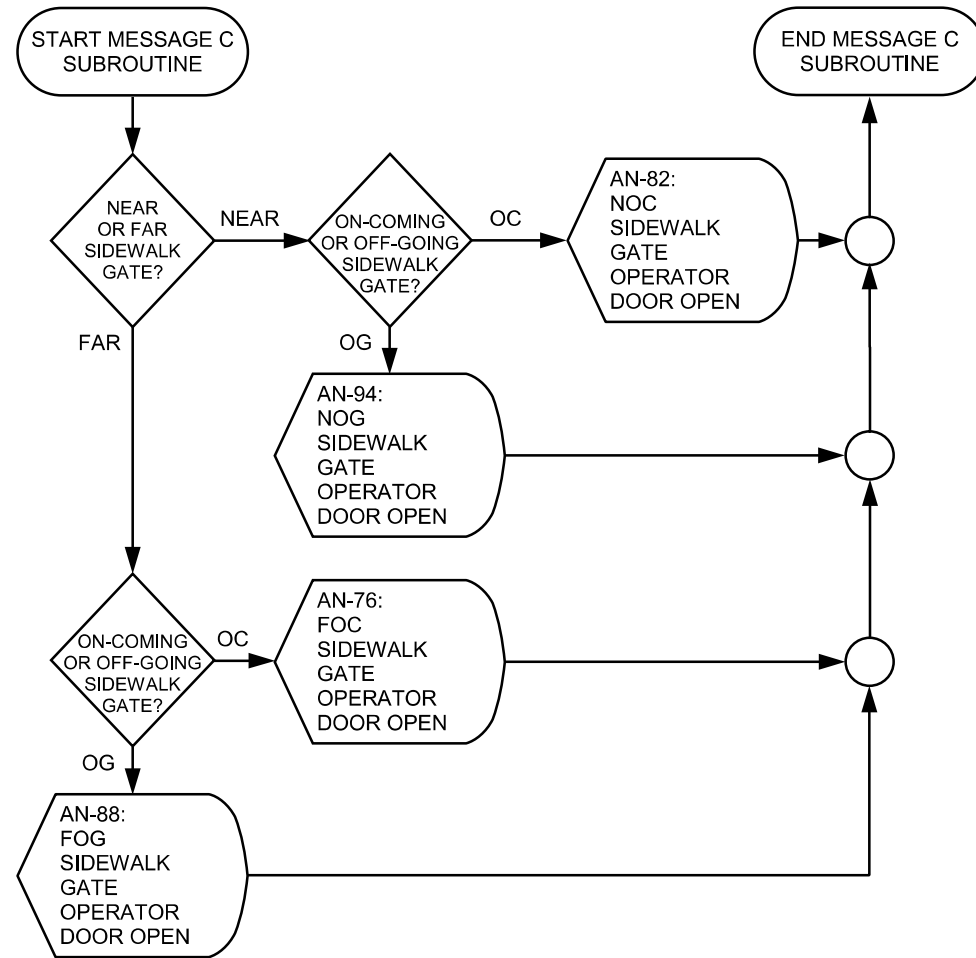 START MESSAGE C
SUBROUTINE
END MESSAGE C
SUBROUTINE
NEAR
OR FAR
SIDEWALK
GATE?
NEAR
ON-COMING
OR OFF-GOING
SIDEWALK
GATE?
OC
AN-82:
NOC
SIDEWALK
GATE
OPERATOR
DOOR OPEN
FAR
OG
AN-94:
NOG
SIDEWALK
GATE
OPERATOR
DOOR OPEN
ON-COMING
OR OFF-GOING
SIDEWALK
GATE?
OC
AN-76:
FOC
SIDEWALK
GATE
OPERATOR
DOOR OPEN
OG
AN-88:
FOG
SIDEWALK
GATE
OPERATOR
DOOR OPEN